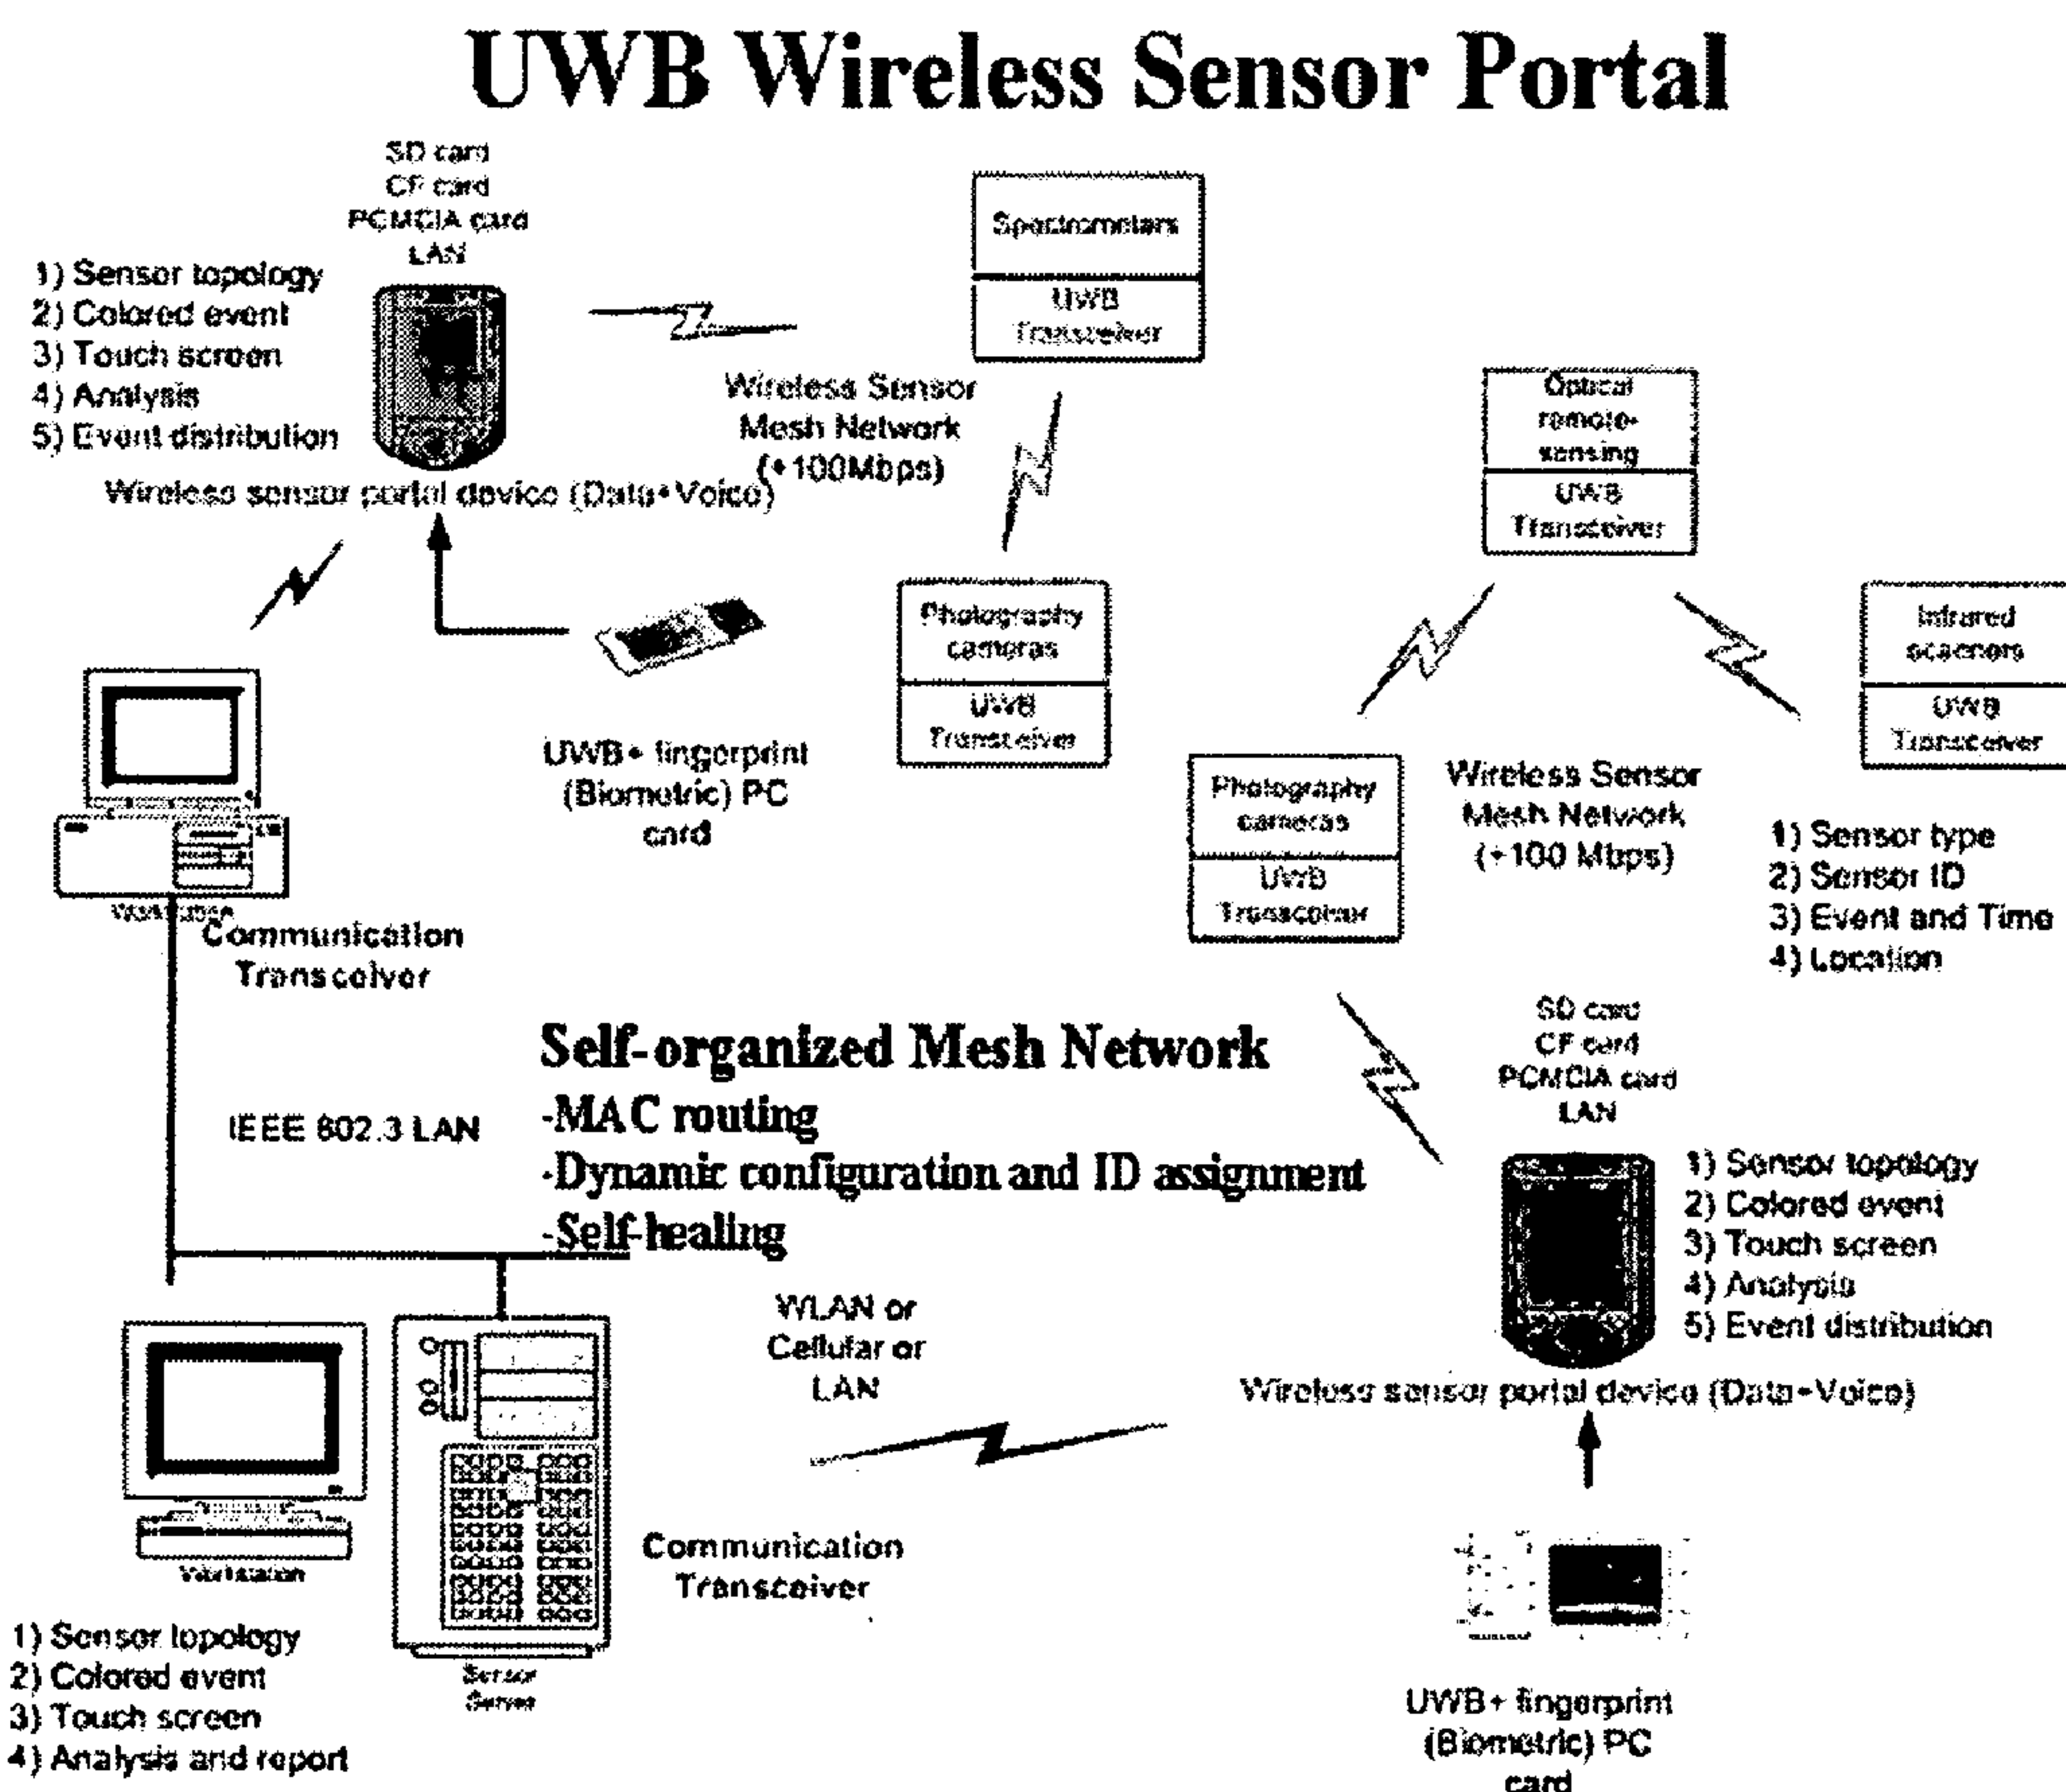 UWB Wireless Sensor Portal
SD card
CF card
PCMCIA card
LAN
1) Sensor topology
2) Colored event
3) Touch screen
4) Analysis
5) Event distribution
Wireless sensor portal device (Data+Voice)
Spectrometers
UWB
Transceiver
Wireless Sensor
Mesh Network
(+100Mbps)
Optical
remote-
sensing
UWB
Transceiver
Photography
cameras
UWB
Transceiver
Infrared
scanners
UWB
Transceiver
UWB+ fingerprint
(Biometric) PC
card
Photography
cameras
UWB
Transceiver
Wireless Sensor
Mesh Network
(+100 Mbps)
1) Sensor type
2) Sensor ID
3) Event and Time
4) Location
Workstation
Communication
Transceiver
Self-organized Mesh Network
-MAC routing
-Dynamic configuration and ID assignment
-Self-healing
IEEE 802.3 LAN
SD card
CF card
PCMCIA card
LAN
1) Sensor topology
2) Colored event
3) Touch screen
4) Analysis
5) Event distribution
Wireless sensor portal device (Data+Voice)
WLAN or
Cellular or
LAN
Communication
Transceiver
Workstation
Sensor
Server
1) Sensor topology
2) Colored event
3) Touch screen
4) Analysis and report
UWB+ fingerprint
(Biometric) PC
card